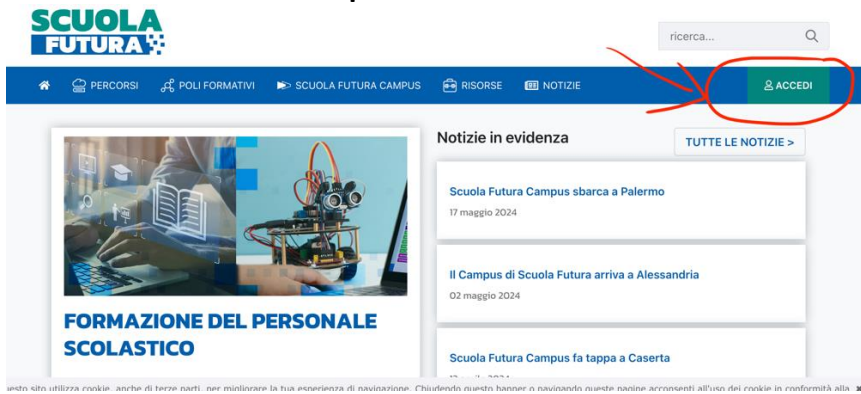 SCUOLA
FUTURA
ricerca...
PERCORSI POLI FORMATIVI SCUOLA FUTURA CAMPUS RISORSE NOTIZIE ACCEDI
Notizie in evidenza
TUTTE LE NOTIZIE >
Scuola Futura Campus sbarca a Palermo
17 maggio 2024
Il Campus di Scuola Futura arriva a Alessandria
02 maggio 2024
FORMAZIONE DEL PERSONALE
SCOLASTICO
Scuola Futura Campus fa tappa a Caserta
sito utilizza cookie, anche di terze parti, per migliorare la tua esperienza di navigazione. Chiudendo questo banner o navigando queste pagine acconsenti all'uso dei cookie in conformità alla